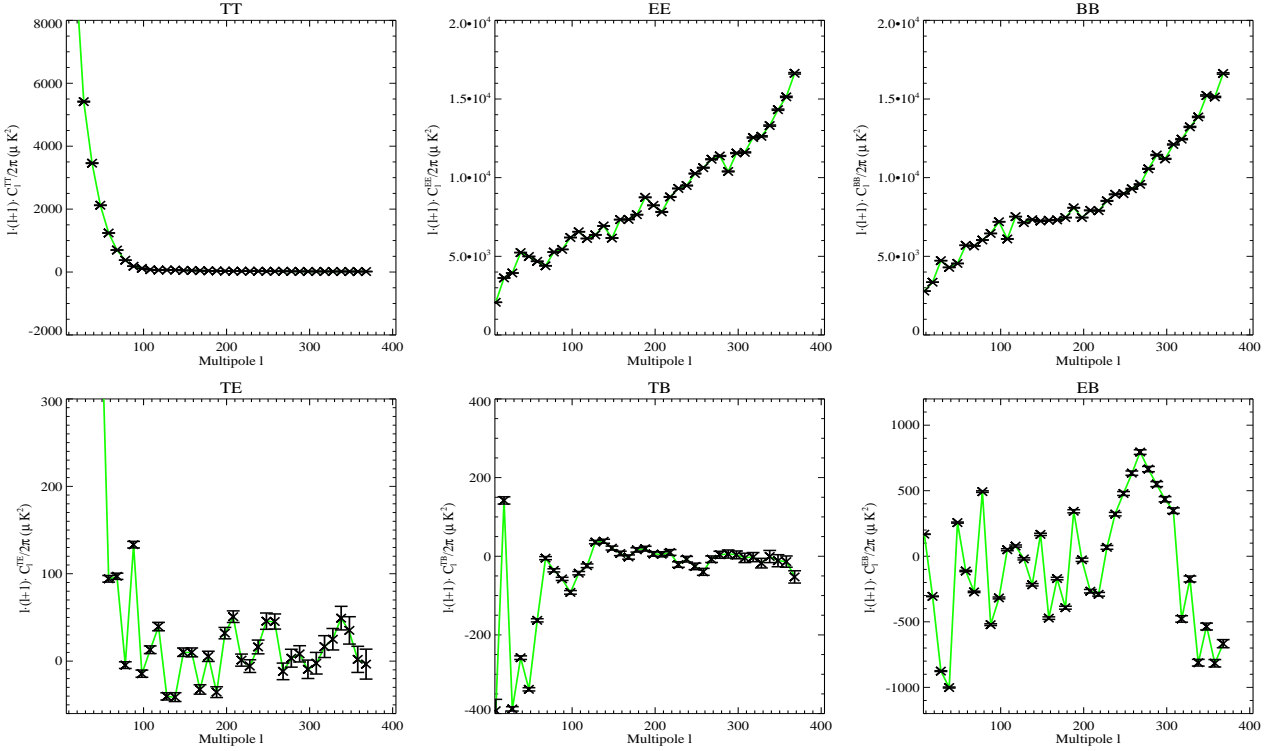 TT
8000
6000
4000
2000
0
-2000
l·(l+1)· C_l^TT/2π (μ K²)
100 200 300 400
Multipole l
EE
2.0•10⁴
1.5•10⁴
1.0•10⁴
5.0•10³
0
l·(l+1)· C_l^EE/2π (μ K²)
100 200 300 400
Multipole l
BB
2.0•10⁴
1.5•10⁴
1.0•10⁴
5.0•10³
0
l·(l+1)· C_l^BB/2π (μ K²)
100 200 300 400
Multipole l
TE
300
200
100
0
l·(l+1)· C_l^TE/2π (μ K²)
100 200 300 400
Multipole l
TB
400
200
0
-200
-400
l·(l+1)· C_l^TB/2π (μ K²)
100 200 300 400
Multipole l
EB
1000
500
0
-500
-1000
l·(l+1)· C_l^EB/2π (μ K²)
100 200 300 400
Multipole l